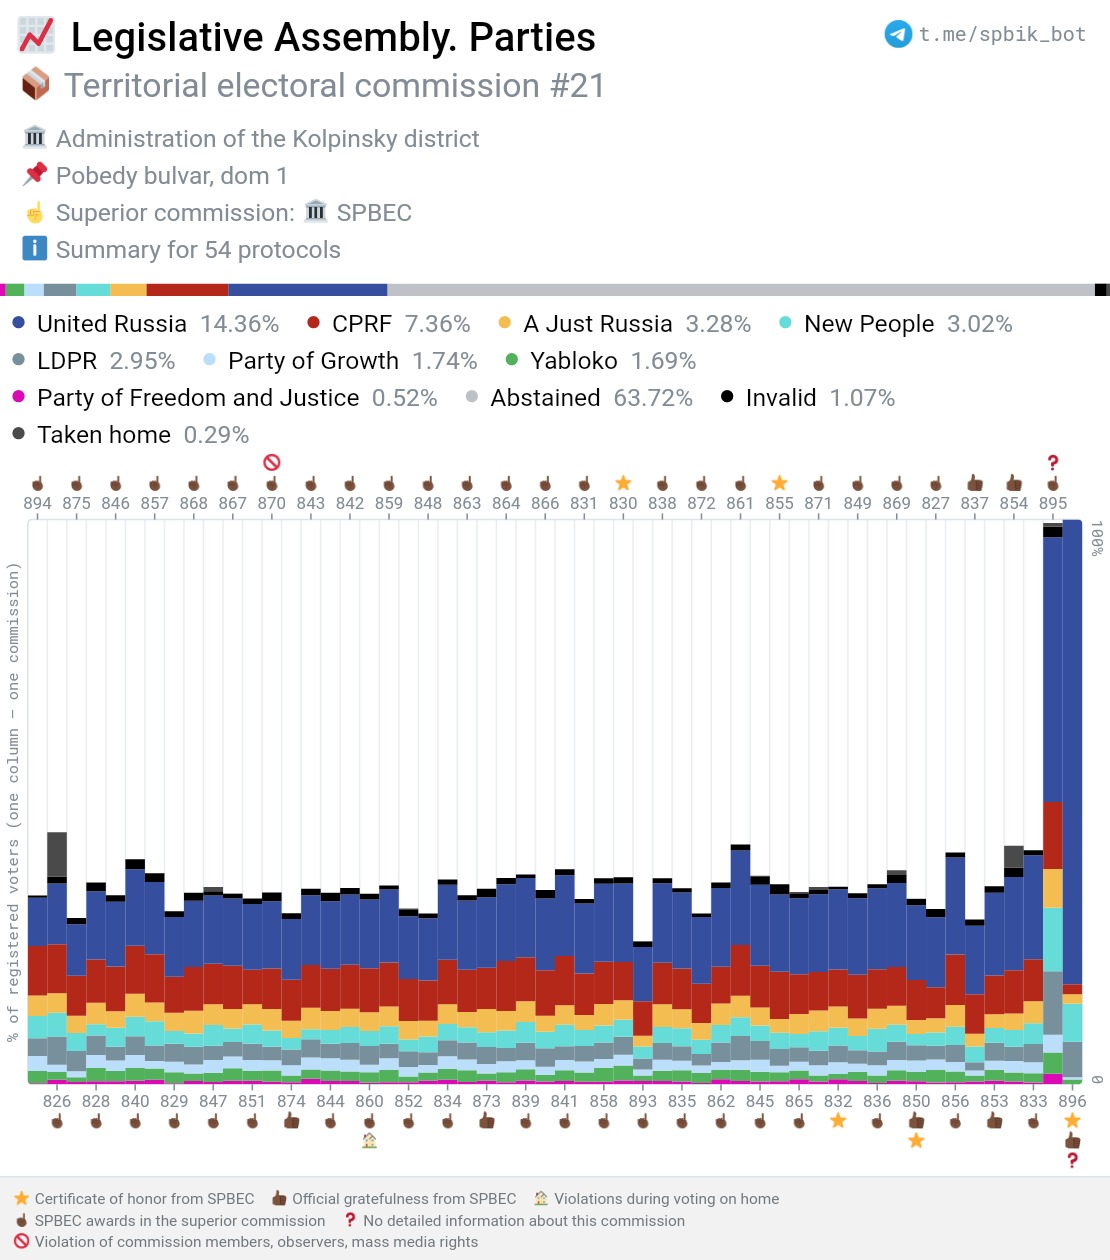 Legislative Assembly. Parties
t.me/spbik_bot
Territorial electoral commission #21
Administration of the Kolpinsky district
Pobedy bulvar, dom 1
Superior commission: SPBEC
Summary for 54 protocols
United Russia 14.36% CPRF 7.36% A Just Russia 3.28% New People 3.02%
LDPR 2.95% Party of Growth 1.74% Yabloko 1.69%
Party of Freedom and Justice 0.52% Abstained 63.72% Invalid 1.07%
Taken home 0.29%
894 875 846 857 868 867 870 843 842 859 848 863 864 866 831 830 838 872 861 855 871 849 869 827 837 854 895
100%
% of registered voters (one column – one commission)
0
826 828 840 829 847 851 874 844 860 852 834 873 839 841 858 893 835 862 845 865 832 836 850 856 853 833 896
Certificate of honor from SPBEC Official gratefulness from SPBEC Violations during voting on home
SPBEC awards in the superior commission No detailed information about this commission
Violation of commission members, observers, mass media rights